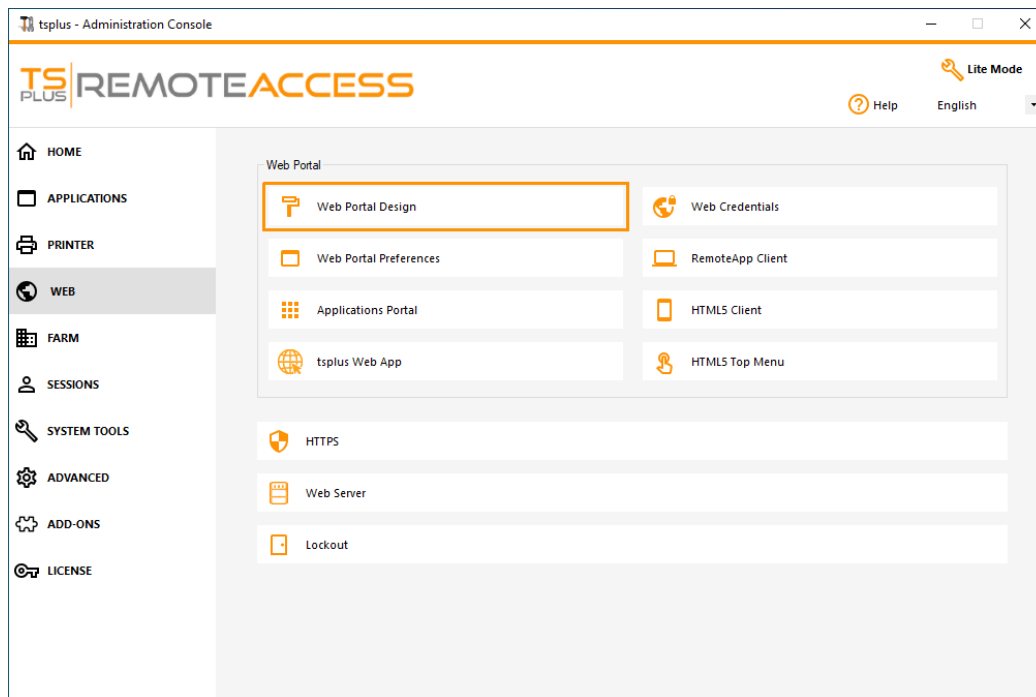 tsplus - Administration Console
TS PLUS REMOTEACCESS
Lite Mode
Help
English
HOME
APPLICATIONS
PRINTER
WEB
FARM
SESSIONS
SYSTEM TOOLS
ADVANCED
ADD-ONS
LICENSE
Web Portal
Web Portal Design
Web Credentials
Web Portal Preferences
RemoteApp Client
Applications Portal
HTML5 Client
tsplus Web App
HTML5 Top Menu
HTTPS
Web Server
Lockout